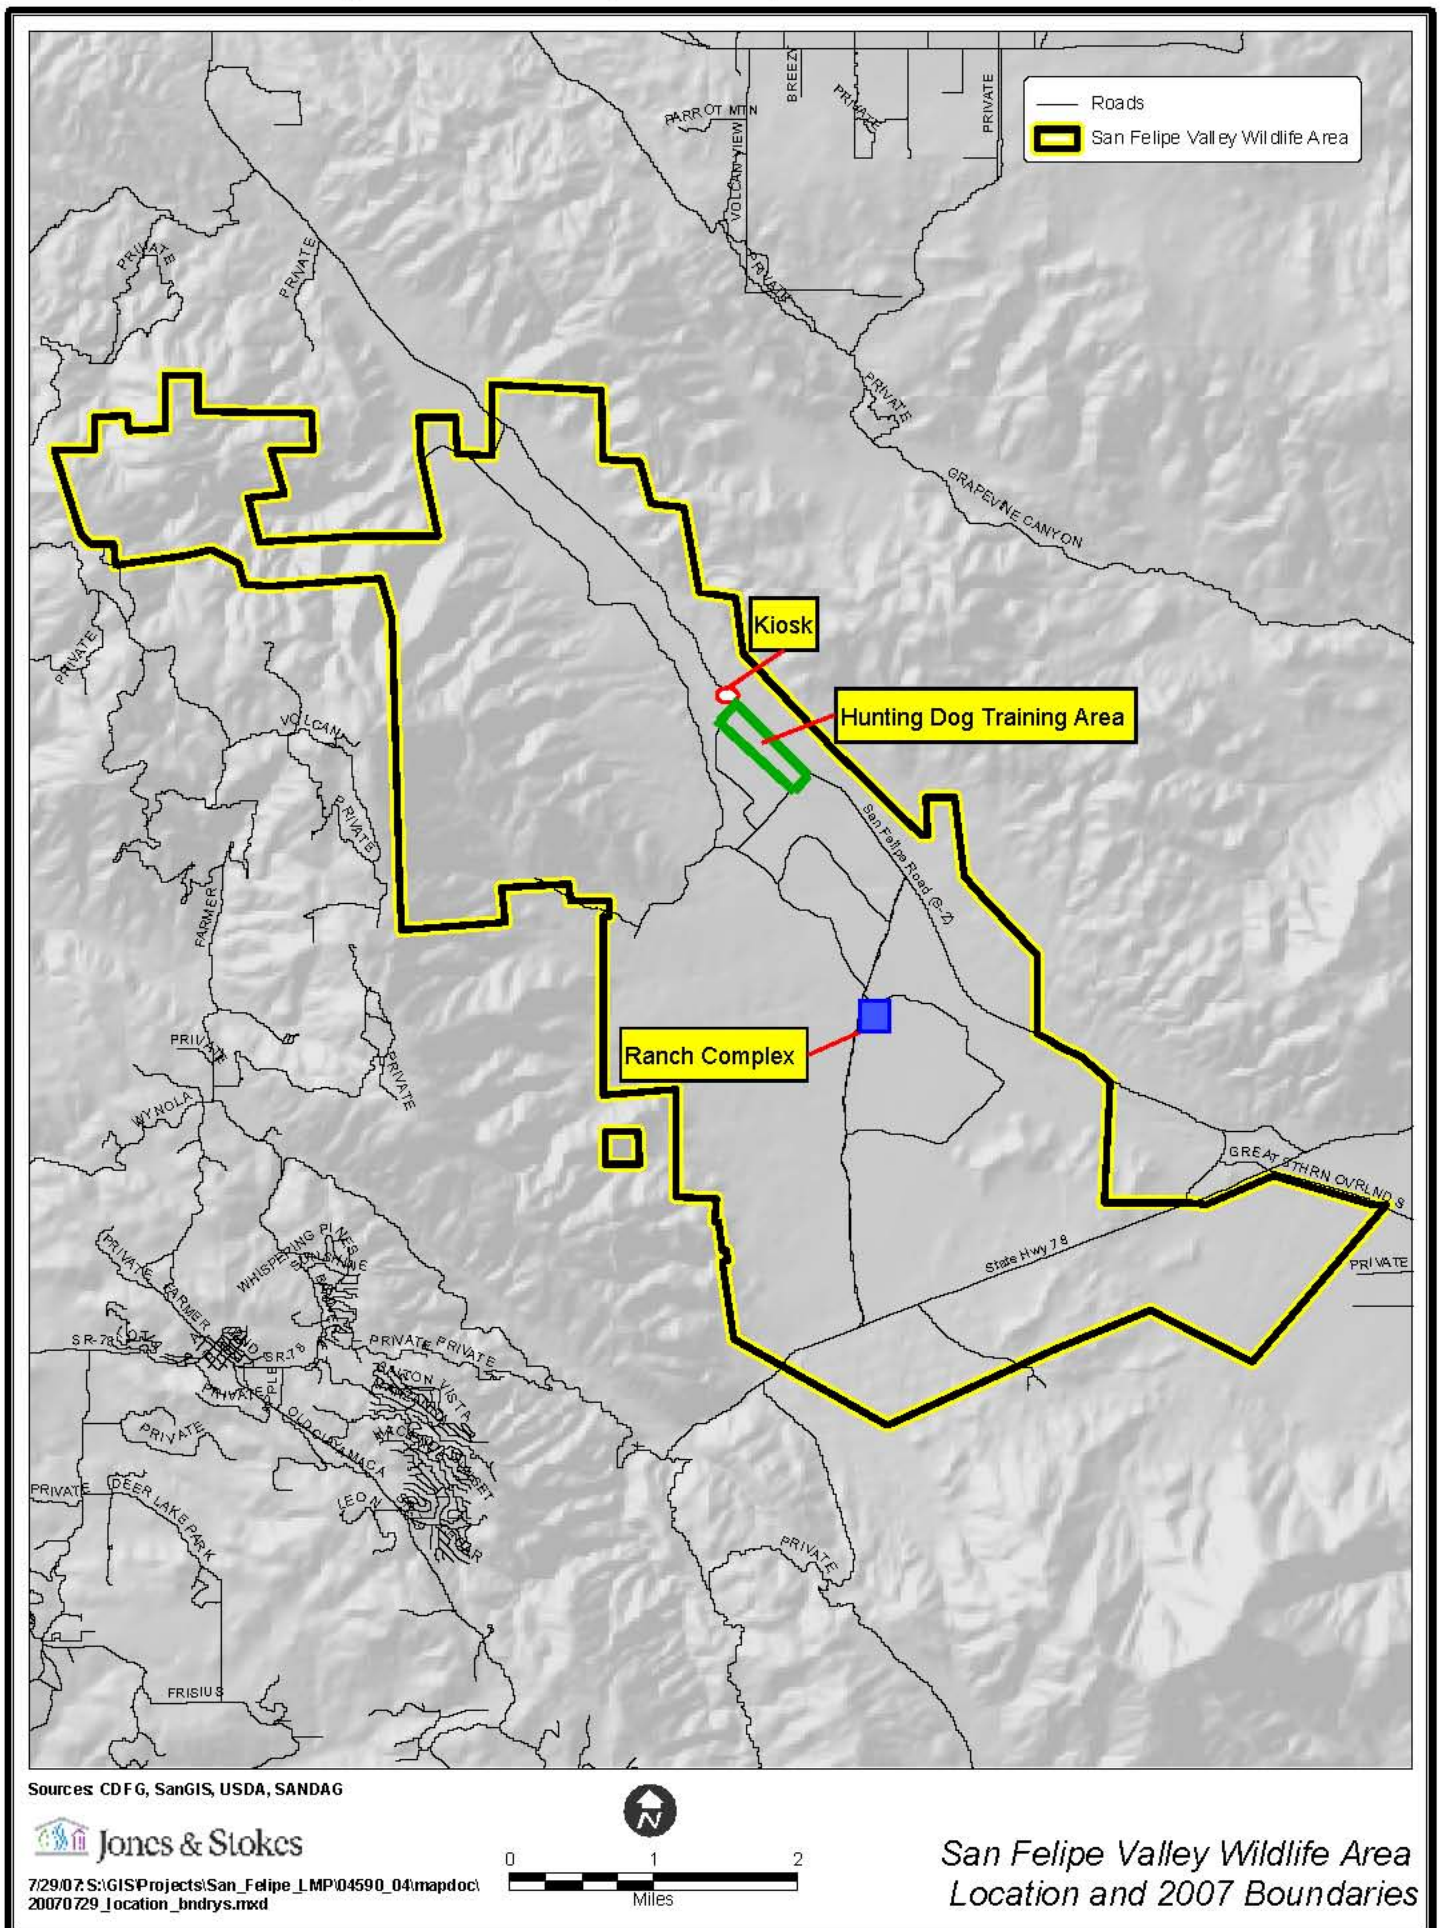 BREEZY
PRIVATE
PRIVATE
PARROT MTN
VOLCAN VIEW
Roads
San Felipe Valley Wildlife Area
PRIVATE
PRIVATE
PRIVATE
PRIVATE
GRAPEVINE CANYON
Kiosk
PRIVATE
Hunting Dog Training Area
VOLCAN
PRIVATE
San Felipe Road (S-2)
FARMER
Ranch Complex
PRIVATE
PRIVATE
WYNOLA
GREAT STHRN OVRLND S
State Hwy 78
PRIVATE
WHISPERING PINES
SUNSHINE
PRIVATE
FARMER
SR-78
SR-78
PRIVATE
PRIVATE
PRIVATE
OLD CUYAMACA
PRIVATE
PRIVATE
DEER LAKE PARK
LEON
PRIVATE
FRISIUS
Sources: CDFG, SanGIS, USDA, SANDAG
Jones & Stokes
7/29/07: S:\GIS\Projects\San_Felipe_LMP\04590_04\mapdoc\
20070729_location_bndrys.mxd
N
0 1 2
Miles
San Felipe Valley Wildlife Area
Location and 2007 Boundaries